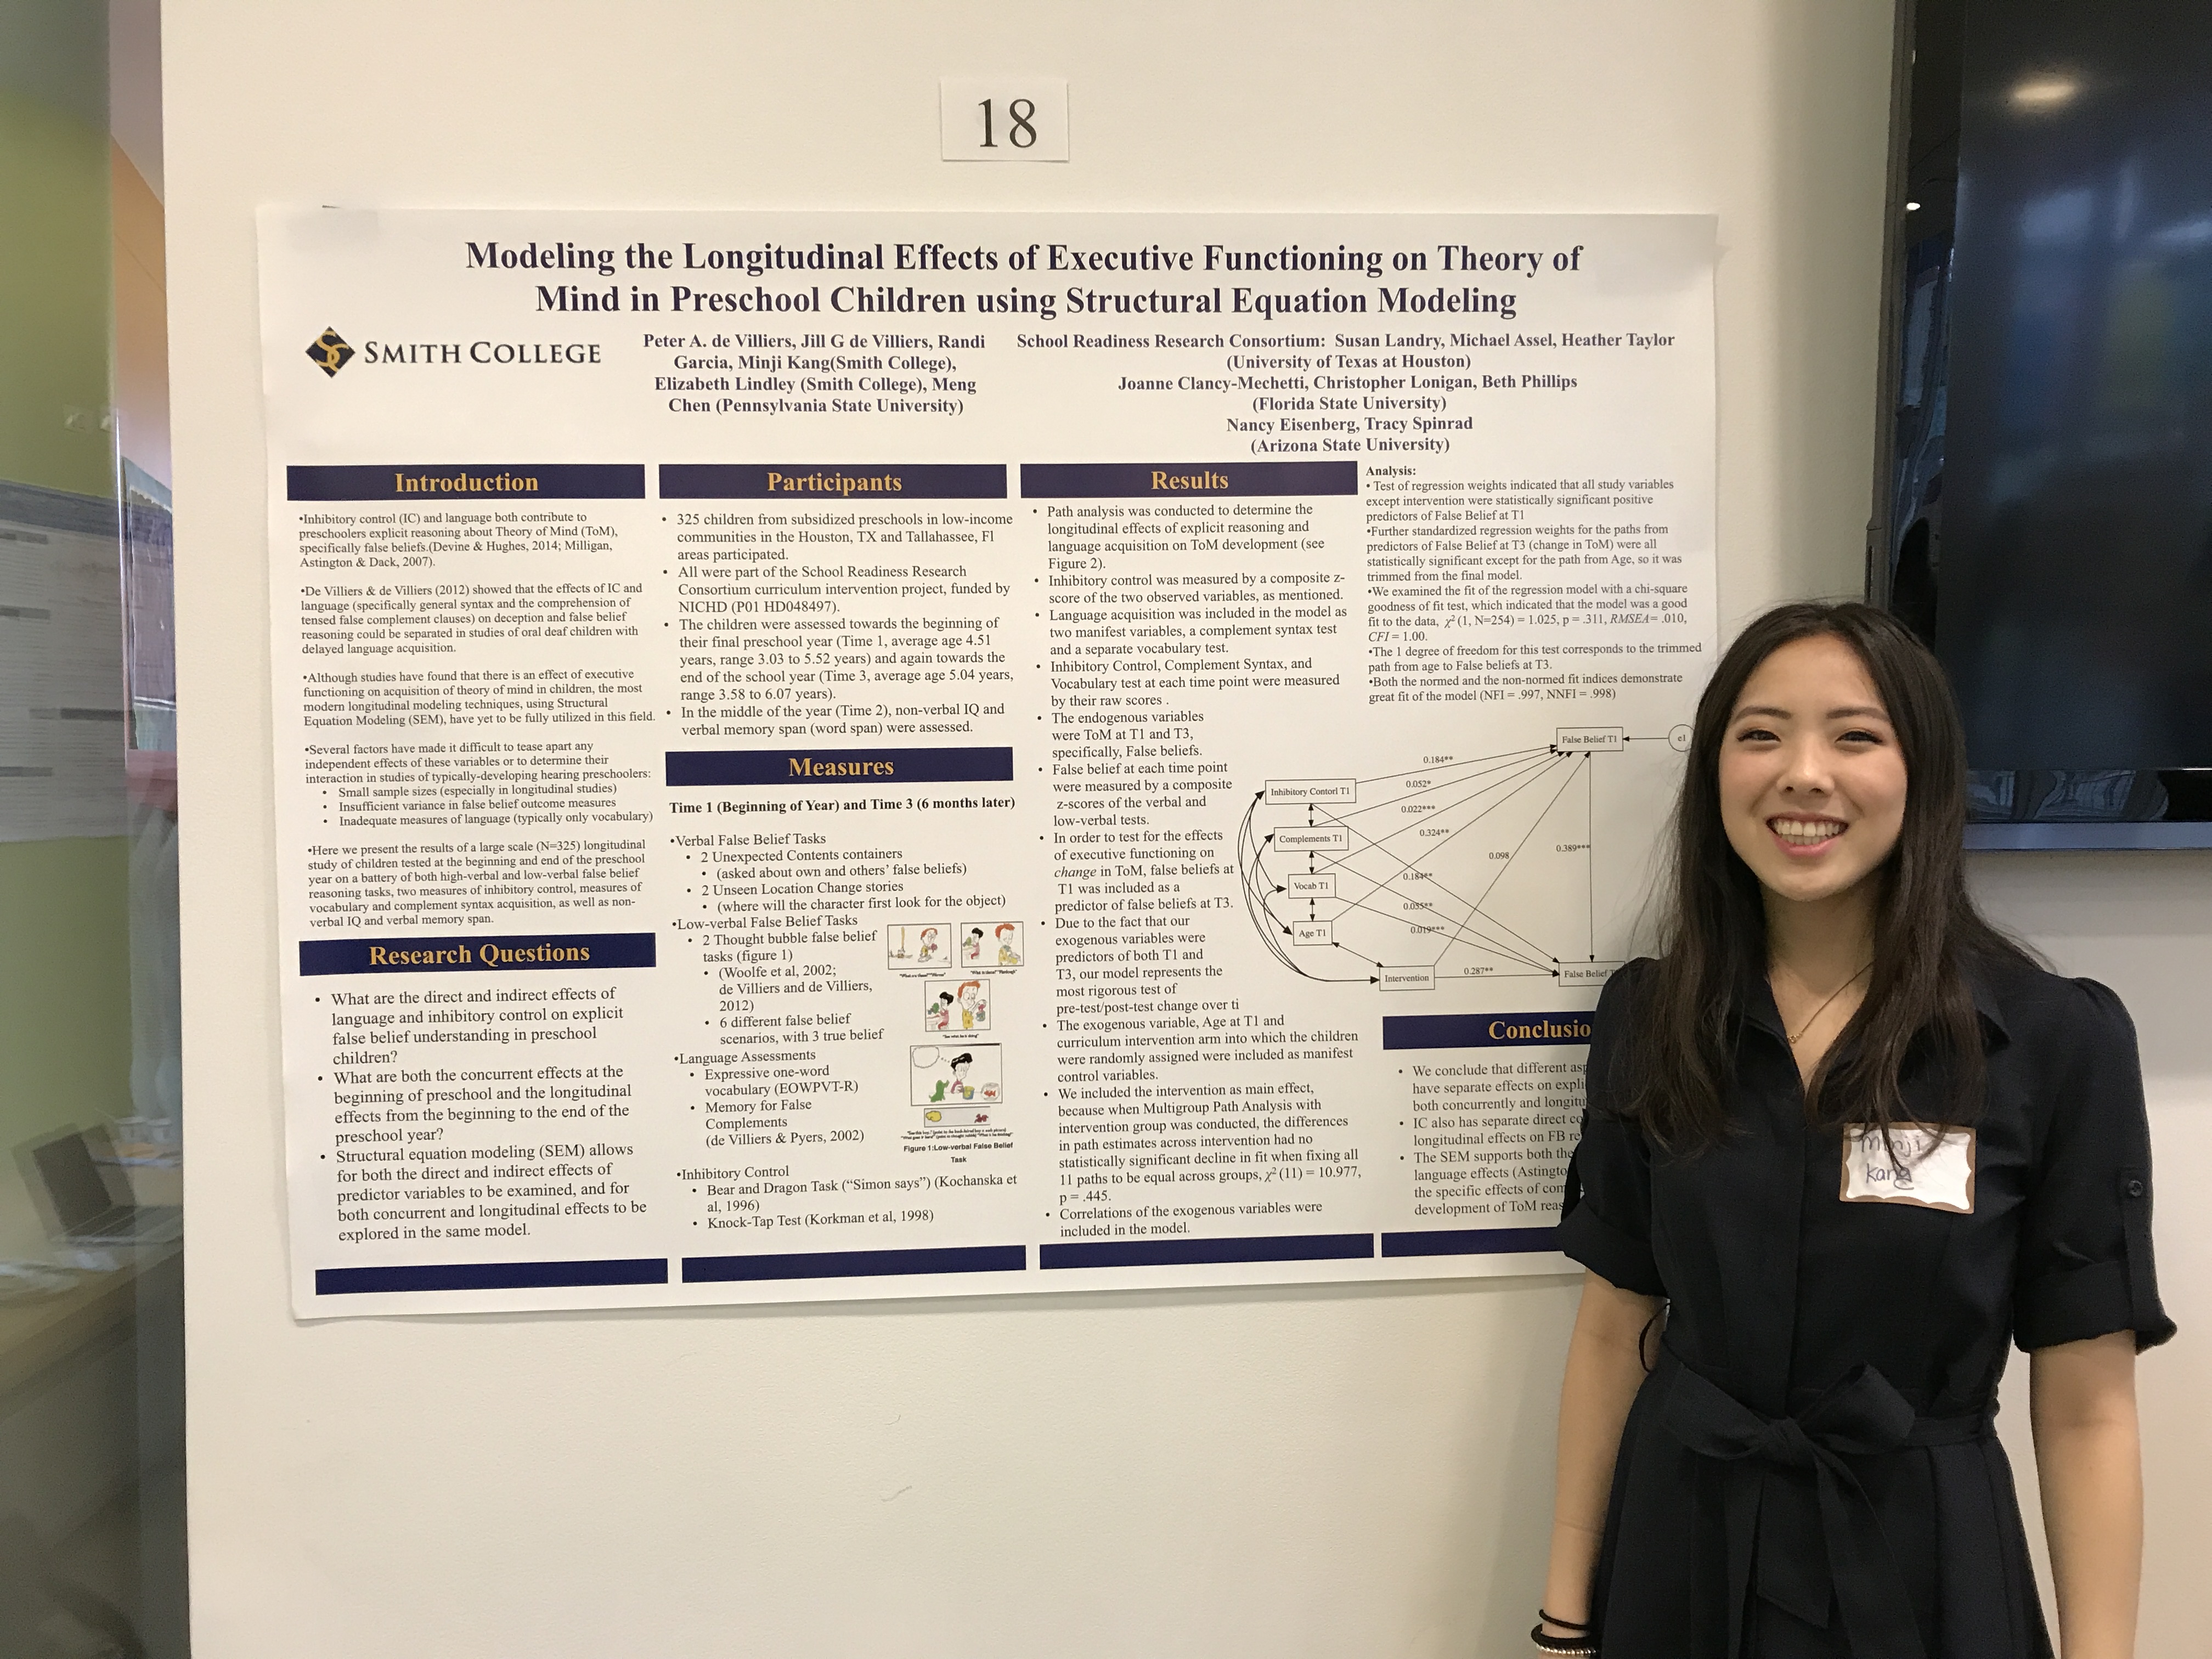 18
Modeling the Longitudinal Effects of Executive Functioning on Theory of
Mind in Preschool Children using Structural Equation Modeling
SMITH COLLEGE
Peter A. de Villiers, Jill G de Villiers, Randi
Garcia, Minji Kang(Smith College),
Elizabeth Lindley (Smith College), Meng
Chen (Pennsylvania State University)
School Readiness Research Consortium: Susan Landry, Michael Assel, Heather Taylor
(University of Texas at Houston)
Joanne Clancy-Mechetti, Christopher Lonigan, Beth Phillips
(Florida State University)
Nancy Eisenberg, Tracy Spinrad
(Arizona State University)
Introduction
•Inhibitory control (IC) and language both contribute to
preschoolers explicit reasoning about Theory of Mind (ToM),
specifically false beliefs.(Devine & Hughes, 2014; Milligan,
Astington & Dack, 2007).
•De Villiers & de Villiers (2012) showed that the effects of IC and
language (specifically general syntax and the comprehension of
tensed false complement clauses) on deception and false belief
reasoning could be separated in studies of oral deaf children with
delayed language acquisition.
•Although studies have found that there is an effect of executive
functioning on acquisition of theory of mind in children, the most
modern longitudinal modeling techniques, using Structural
Equation Modeling (SEM), have yet to be fully utilized in this field.
•Several factors have made it difficult to tease apart any
independent effects of these variables or to determine their
interaction in studies of typically-developing hearing preschoolers:
• Small sample sizes (especially in longitudinal studies)
• Insufficient variance in false belief outcome measures
• Inadequate measures of language (typically only vocabulary)
•Here we present the results of a large scale (N=325) longitudinal
study of children tested at the beginning and end of the preschool
year on a battery of both high-verbal and low-verbal false belief
reasoning tasks, two measures of inhibitory control, measures of
vocabulary and complement syntax acquisition, as well as non-
verbal IQ and verbal memory span.
Research Questions
• What are the direct and indirect effects of
language and inhibitory control on explicit
false belief understanding in preschool
children?
• What are both the concurrent effects at the
beginning of preschool and the longitudinal
effects from the beginning to the end of the
preschool year?
• Structural equation modeling (SEM) allows
for both the direct and indirect effects of
predictor variables to be examined, and for
both concurrent and longitudinal effects to be
explored in the same model.
Participants
• 325 children from subsidized preschools in low-income
communities in the Houston, TX and Tallahassee, Fl
areas participated.
• All were part of the School Readiness Research
Consortium curriculum intervention project, funded by
NICHD (P01 HD048497).
• The children were assessed towards the beginning of
their final preschool year (Time 1, average age 4.51
years, range 3.03 to 5.52 years) and again towards the
end of the school year (Time 3, average age 5.04 years,
range 3.58 to 6.07 years).
• In the middle of the year (Time 2), non-verbal IQ and
verbal memory span (word span) were assessed.
Measures
Time 1 (Beginning of Year) and Time 3 (6 months later)
•Verbal False Belief Tasks
• 2 Unexpected Contents containers
• (asked about own and others' false beliefs)
• 2 Unseen Location Change stories
• (where will the character first look for the object)
•Low-verbal False Belief Tasks
• 2 Thought bubble false belief
tasks (figure 1)
• (Woolfe et al, 2002;
de Villiers and de Villiers,
2012)
• 6 different false belief
scenarios, with 3 true belief
•Language Assessments
• Expressive one-word
vocabulary (EOWPVT-R)
• Memory for False
Complements
(de Villiers & Pyers, 2002)
Figure 1:Low-verbal False Belief
Task
•Inhibitory Control
• Bear and Dragon Task ("Simon says") (Kochanska et
al, 1996)
• Knock-Tap Test (Korkman et al, 1998)
Results
• Path analysis was conducted to determine the
longitudinal effects of explicit reasoning and
language acquisition on ToM development (see
Figure 2).
• Inhibitory control was measured by a composite z-
score of the two observed variables, as mentioned.
• Language acquisition was included in the model as
two manifest variables, a complement syntax test
and a separate vocabulary test.
• Inhibitory Control, Complement Syntax, and
Vocabulary test at each time point were measured
by their raw scores .
• The endogenous variables
were ToM at T1 and T3,
specifically, False beliefs.
• False belief at each time point
were measured by a composite
z-scores of the verbal and
low-verbal tests.
• In order to test for the effects
of executive functioning on
change in ToM, false beliefs at
T1 was included as a
predictor of false beliefs at T3.
• Due to the fact that our
exogenous variables were
predictors of both T1 and
T3, our model represents the
most rigorous test of
pre-test/post-test change over ti
• The exogenous variable, Age at T1 and
curriculum intervention arm into which the children
were randomly assigned were included as manifest
control variables.
• We included the intervention as main effect,
because when Multigroup Path Analysis with
intervention group was conducted, the differences
in path estimates across intervention had no
statistically significant decline in fit when fixing all
11 paths to be equal across groups, χ² (11) = 10.977,
p = .445.
• Correlations of the exogenous variables were
included in the model.
Analysis:
• Test of regression weights indicated that all study variables
except intervention were statistically significant positive
predictors of False Belief at T1
•Further standardized regression weights for the paths from
predictors of False Belief at T3 (change in ToM) were all
statistically significant except for the path from Age, so it was
trimmed from the final model.
•We examined the fit of the regression model with a chi-square
goodness of fit test, which indicated that the model was a good
fit to the data, χ² (1, N=254) = 1.025, p = .311, RMSEA= .010,
CFI = 1.00.
•The 1 degree of freedom for this test corresponds to the trimmed
path from age to False beliefs at T3.
•Both the normed and the non-normed fit indices demonstrate
great fit of the model (NFI = .997, NNFI = .998)
False Belief T1
e1
0.184**
Inhibitory Contorl T1
0.052*
0.022***
Complements T1
0.324**
0.098
0.389***
Vocab T1
0.184**
0.055**
Age T1
0.019***
Intervention
0.287**
False Belief
Conclusio
• We conclude that different asp
have separate effects on expli
both concurrently and longitu
• IC also has separate direct co
longitudinal effects on FB re
• The SEM supports both the
language effects (Astingto
the specific effects of com
development of ToM reas
Minji
Kang